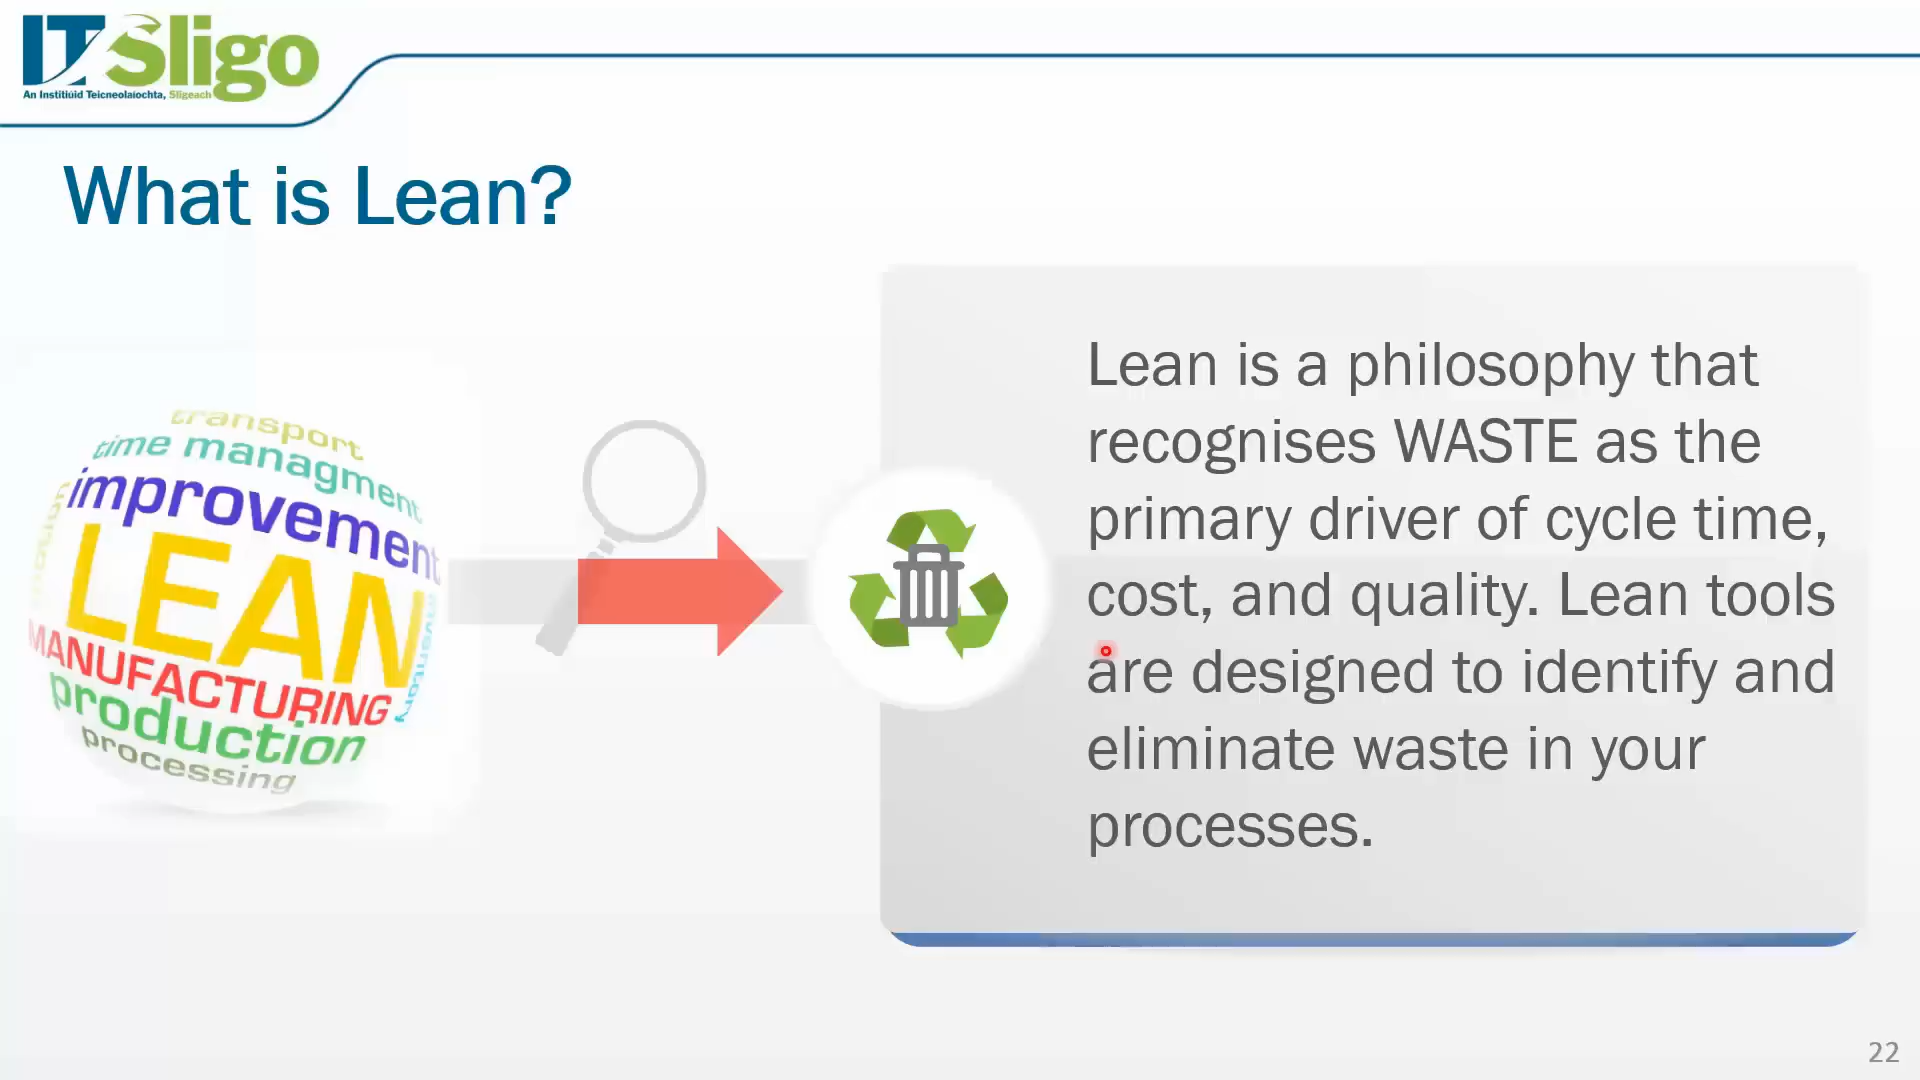 IT Sligo
An Institiúid Teicneolaíochta, Sligeach
What is Lean?
transport
time managment
improvement
LEAN
MANUFACTURING
production
processing
inventory
Lean is a philosophy that
recognises WASTE as the
primary driver of cycle time,
cost, and quality. Lean tools
are designed to identify and
eliminate waste in your
processes.
22